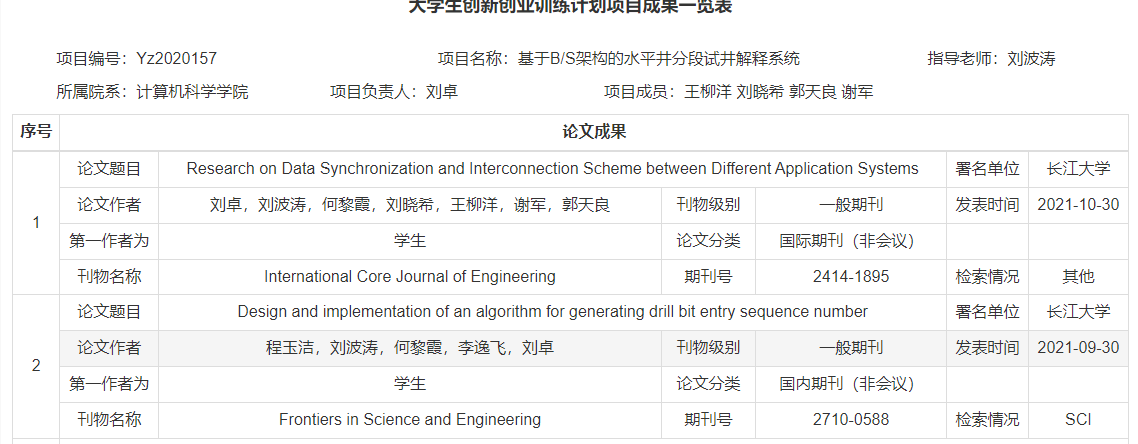 大学生创新创业训练计划项目成果一览表
项目编号：Yz2020157 项目名称：基于B/S架构的水平井分段试井解释系统 指导老师：刘波涛
所属院系：计算机科学学院 项目负责人：刘卓 项目成员：王柳洋 刘晓希 郭天良 谢军
序号 论文成果
论文题目 Research on Data Synchronization and Interconnection Scheme between Different Application Systems 署名单位 长江大学
论文作者 刘卓，刘波涛，何黎霞，刘晓希，王柳洋，谢军，郭天良 刊物级别 一般期刊 发表时间 2021-10-30
1
第一作者为 学生 论文分类 国际期刊（非会议）
刊物名称 International Core Journal of Engineering 期刊号 2414-1895 检索情况 其他
论文题目 Design and implementation of an algorithm for generating drill bit entry sequence number 署名单位 长江大学
论文作者 程玉洁，刘波涛，何黎霞，李逸飞，刘卓 刊物级别 一般期刊 发表时间 2021-09-30
2
第一作者为 学生 论文分类 国内期刊（非会议）
刊物名称 Frontiers in Science and Engineering 期刊号 2710-0588 检索情况 SCI